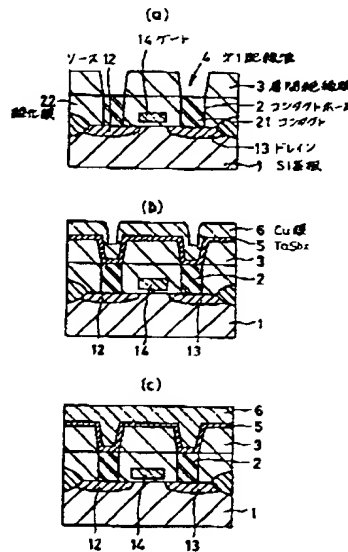 (a)
ソース 12
14 ゲート
4 第1配線溝
3 層間絶縁膜
22
酸化膜
2 コンタクトホール
21 コンタクト
13 ドレイン
1 Si基板
(b)
6 Cu膜
5 TaSbx
3
2
1
12 14 13
(c)
6
5
3
2
1
12 14 13